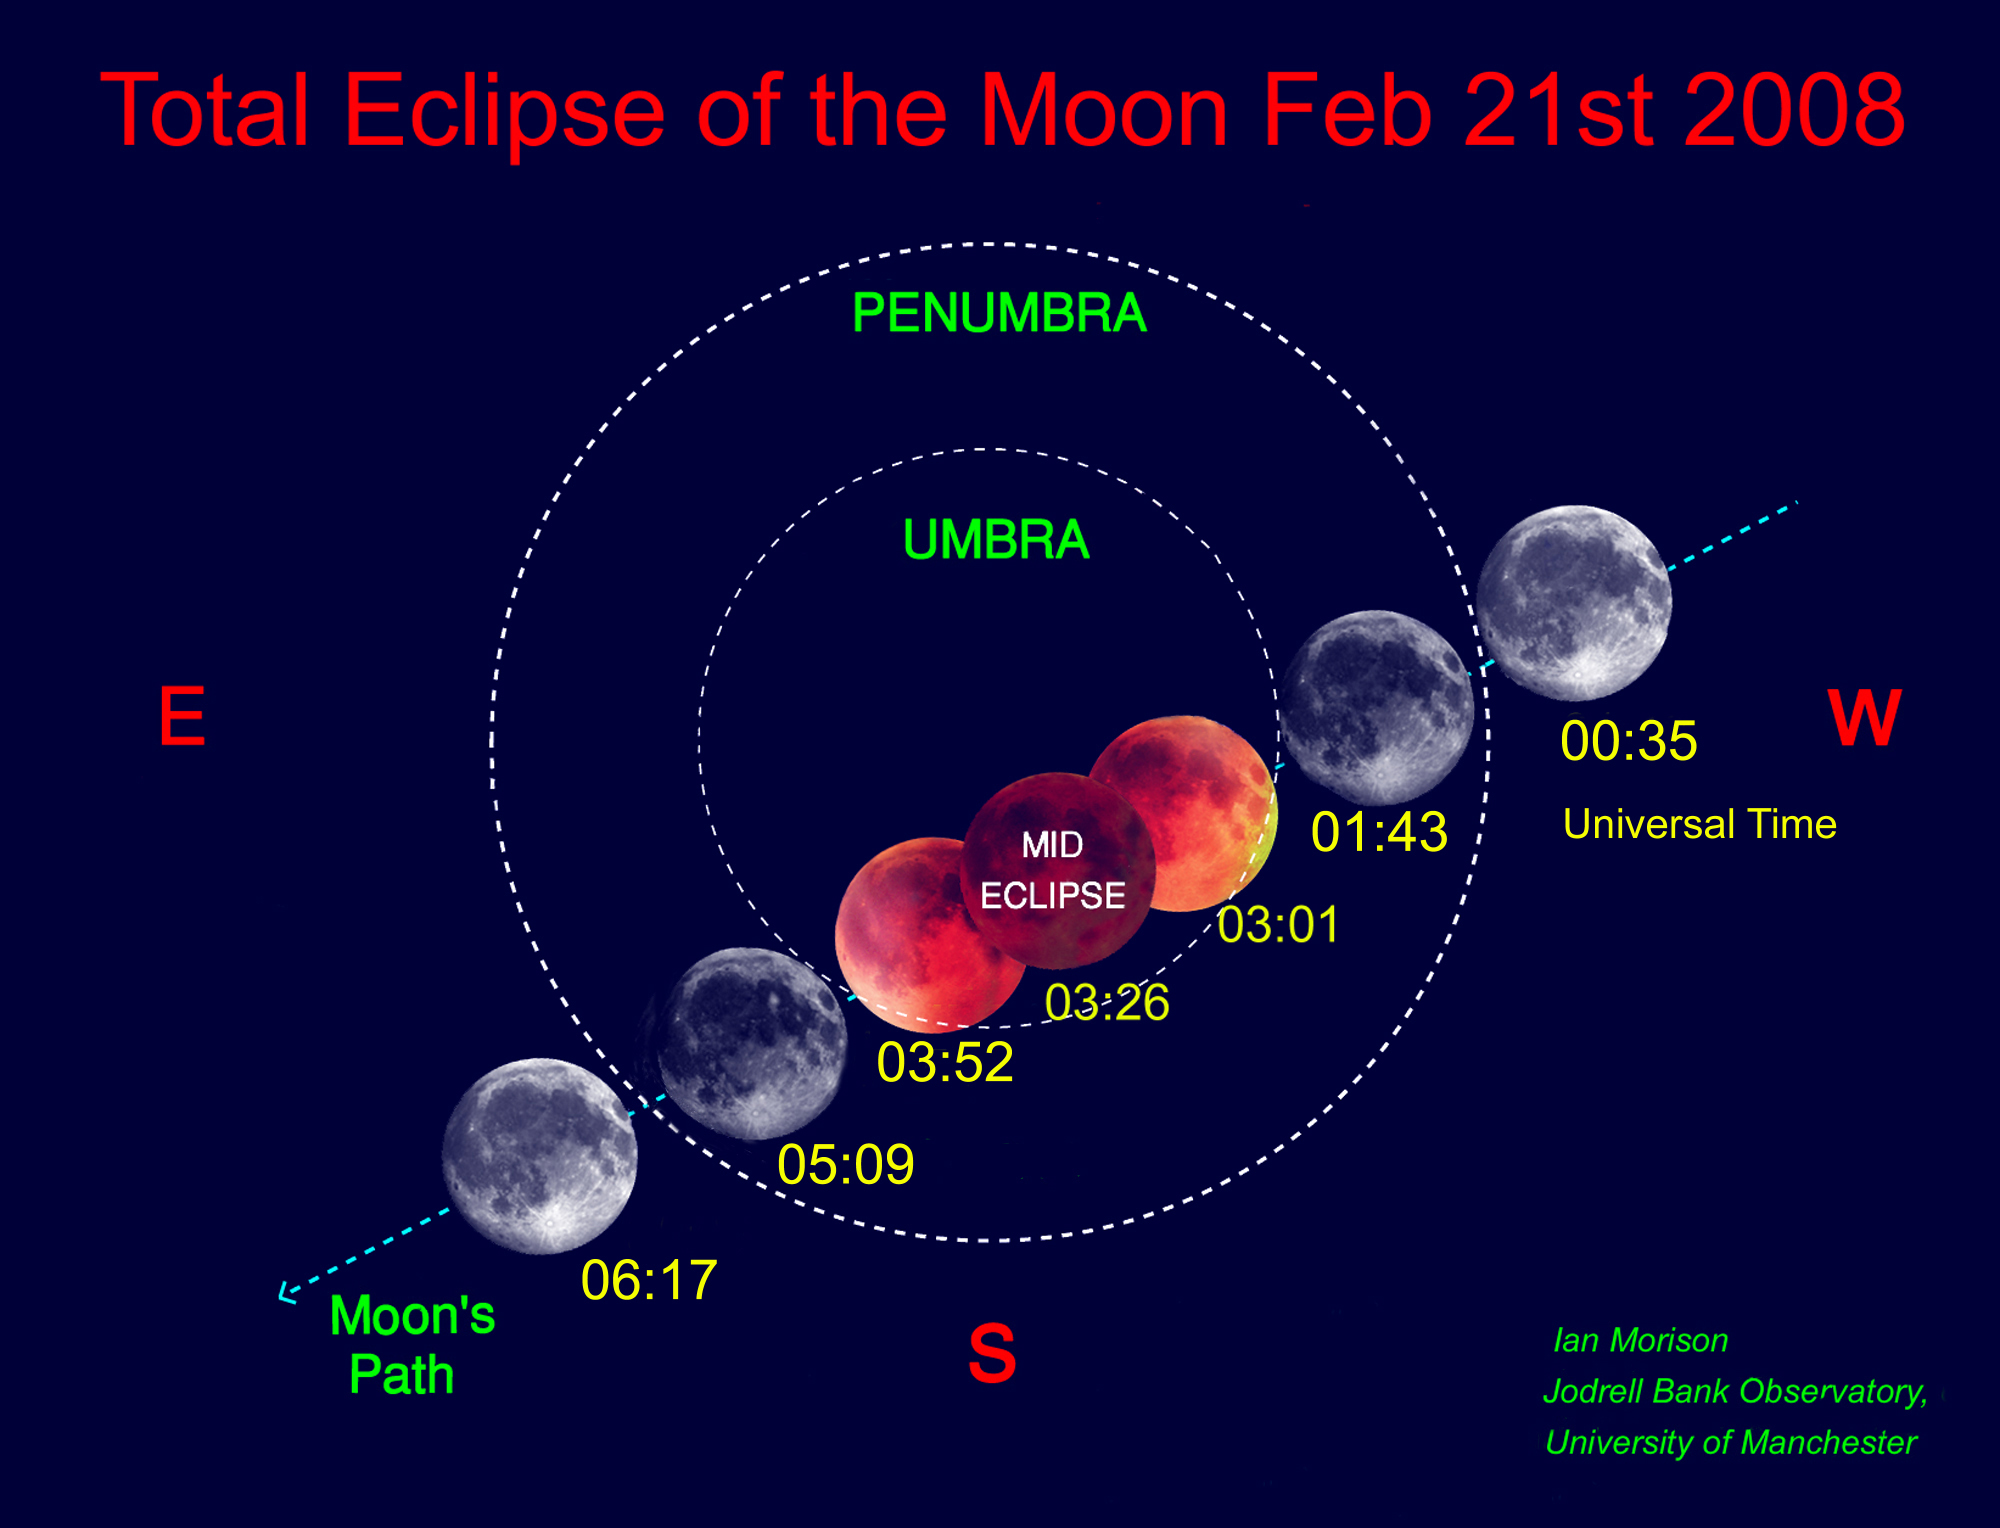 Total Eclipse of the Moon Feb 21st 2008
PENUMBRA
UMBRA
E
W
00:35
Universal Time
01:43
MID
ECLIPSE
03:01
03:26
03:52
05:09
06:17
Moon's
Path
S
Ian Morison
Jodrell Bank Observatory,
University of Manchester